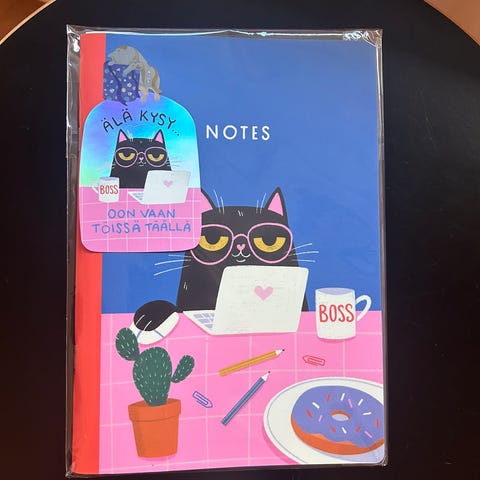 ÄLÄ KYSY...
BOSS
OON VAAN
TÖISSÄ TÄÄLLÄ
NOTES
BOSS